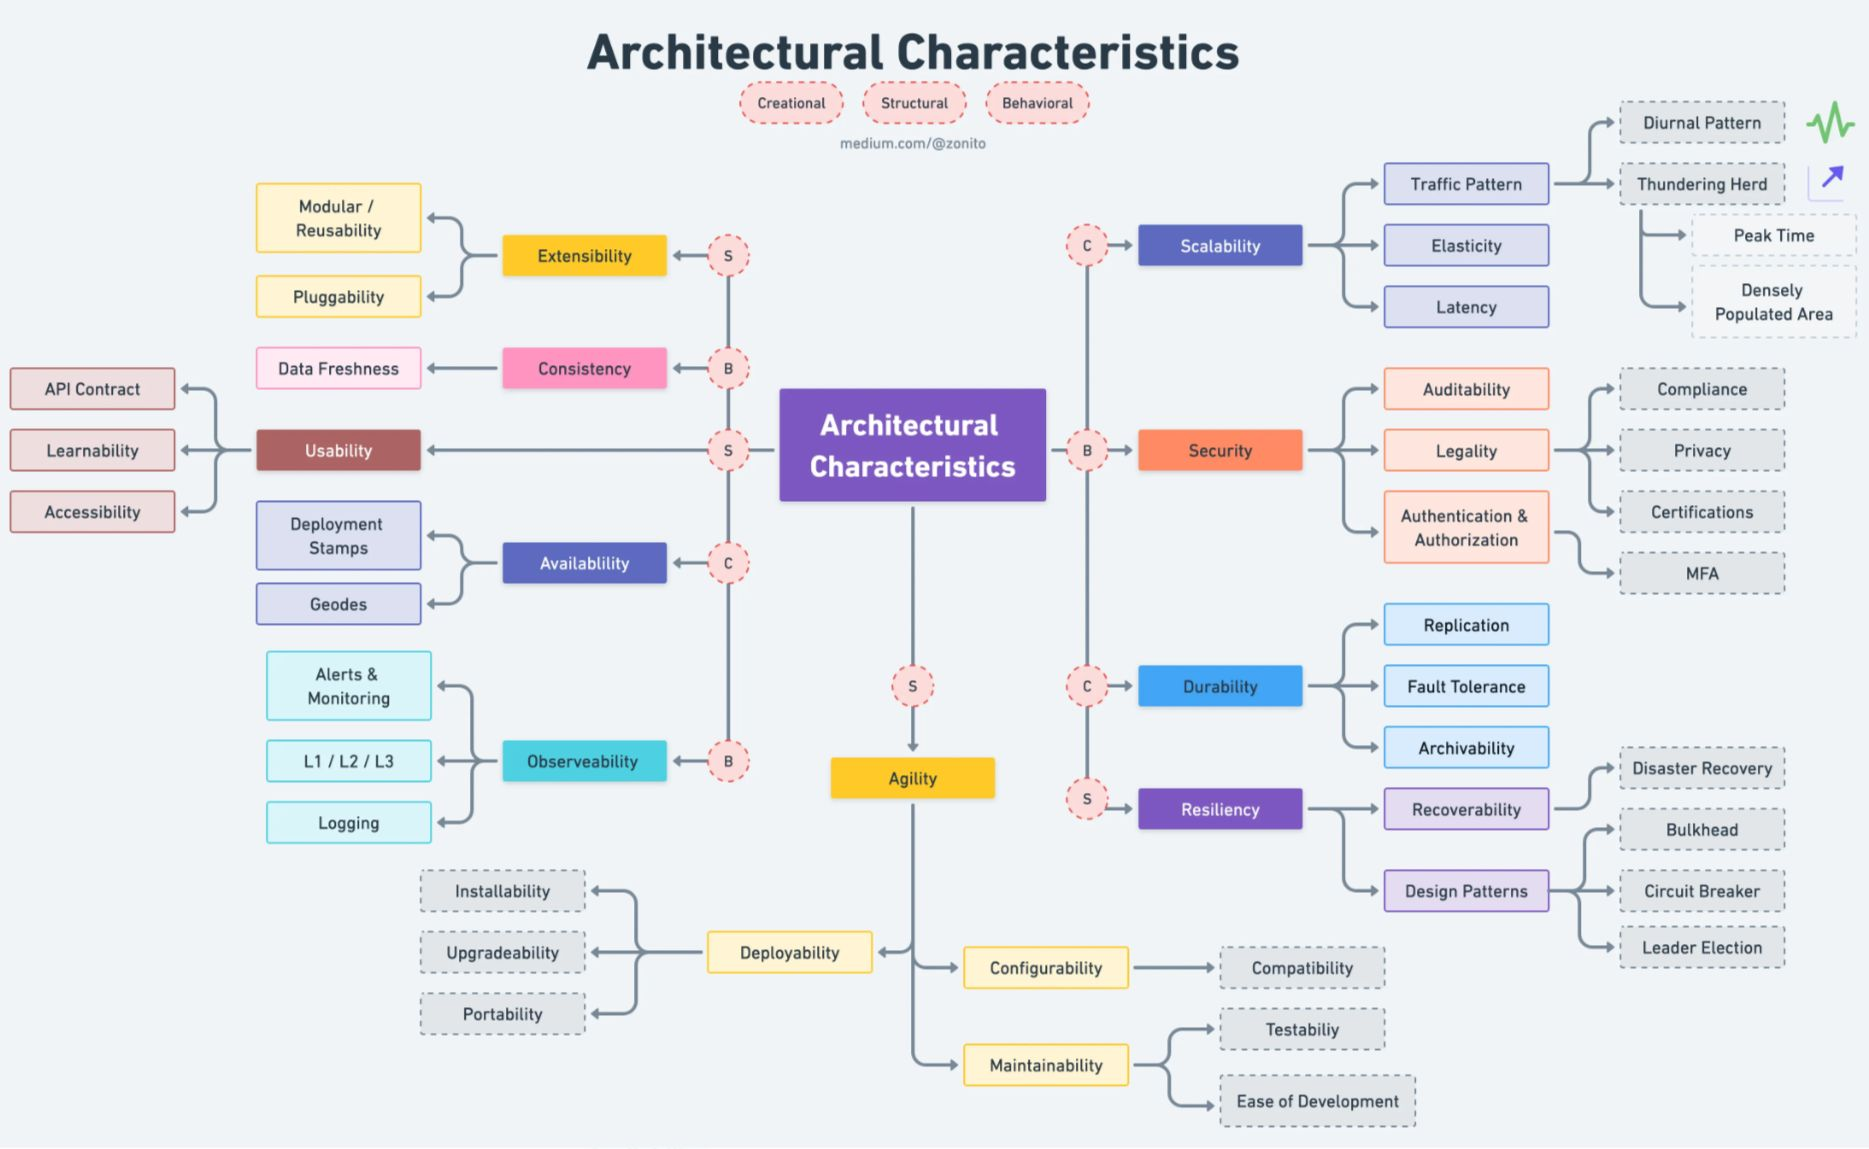 Architectural Characteristics
Creational
Structural
Behavioral
medium.com/@zonito
Modular /
Reusability
Pluggability
Extensibility
S
Data Freshness
Consistency
B
API Contract
Learnability
Accessibility
Usability
S
Deployment
Stamps
Geodes
Availablility
C
Alerts &
Monitoring
L1 / L2 / L3
Logging
Observeability
B
Architectural
Characteristics
C
Scalability
Traffic Pattern
Elasticity
Latency
Diurnal Pattern
Thundering Herd
Peak Time
Densely
Populated Area
B
Security
Auditability
Legality
Authentication &
Authorization
Compliance
Privacy
Certifications
MFA
C
Durability
Replication
Fault Tolerance
Archivability
S
Resiliency
Recoverability
Design Patterns
Disaster Recovery
Bulkhead
Circuit Breaker
Leader Election
S
Agility
Installability
Upgradeability
Portability
Deployability
Configurability
Compatibility
Maintainability
Testabiliy
Ease of Development